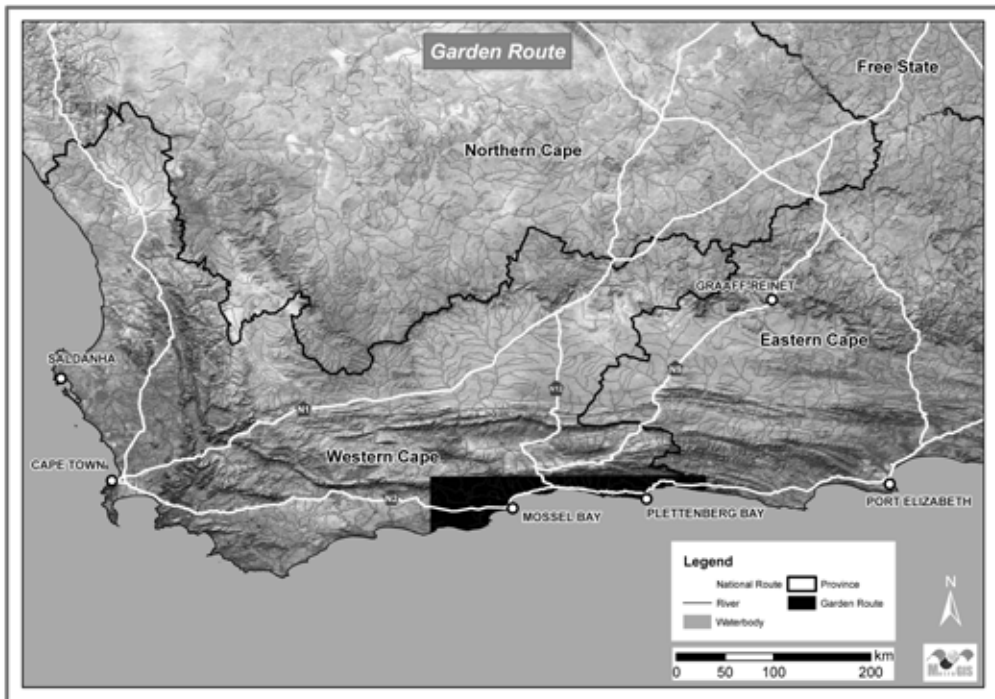 Garden Route
Free State
Northern Cape
GRAAFF-REINET
Eastern Cape
SALDANHA
N1
Western Cape
CAPE TOWN
N2
MOSSEL BAY
PLETTENBERG BAY
PORT ELIZABETH
Legend
National Route
Province
River
Garden Route
Waterbody
N
km
0 50 100 200